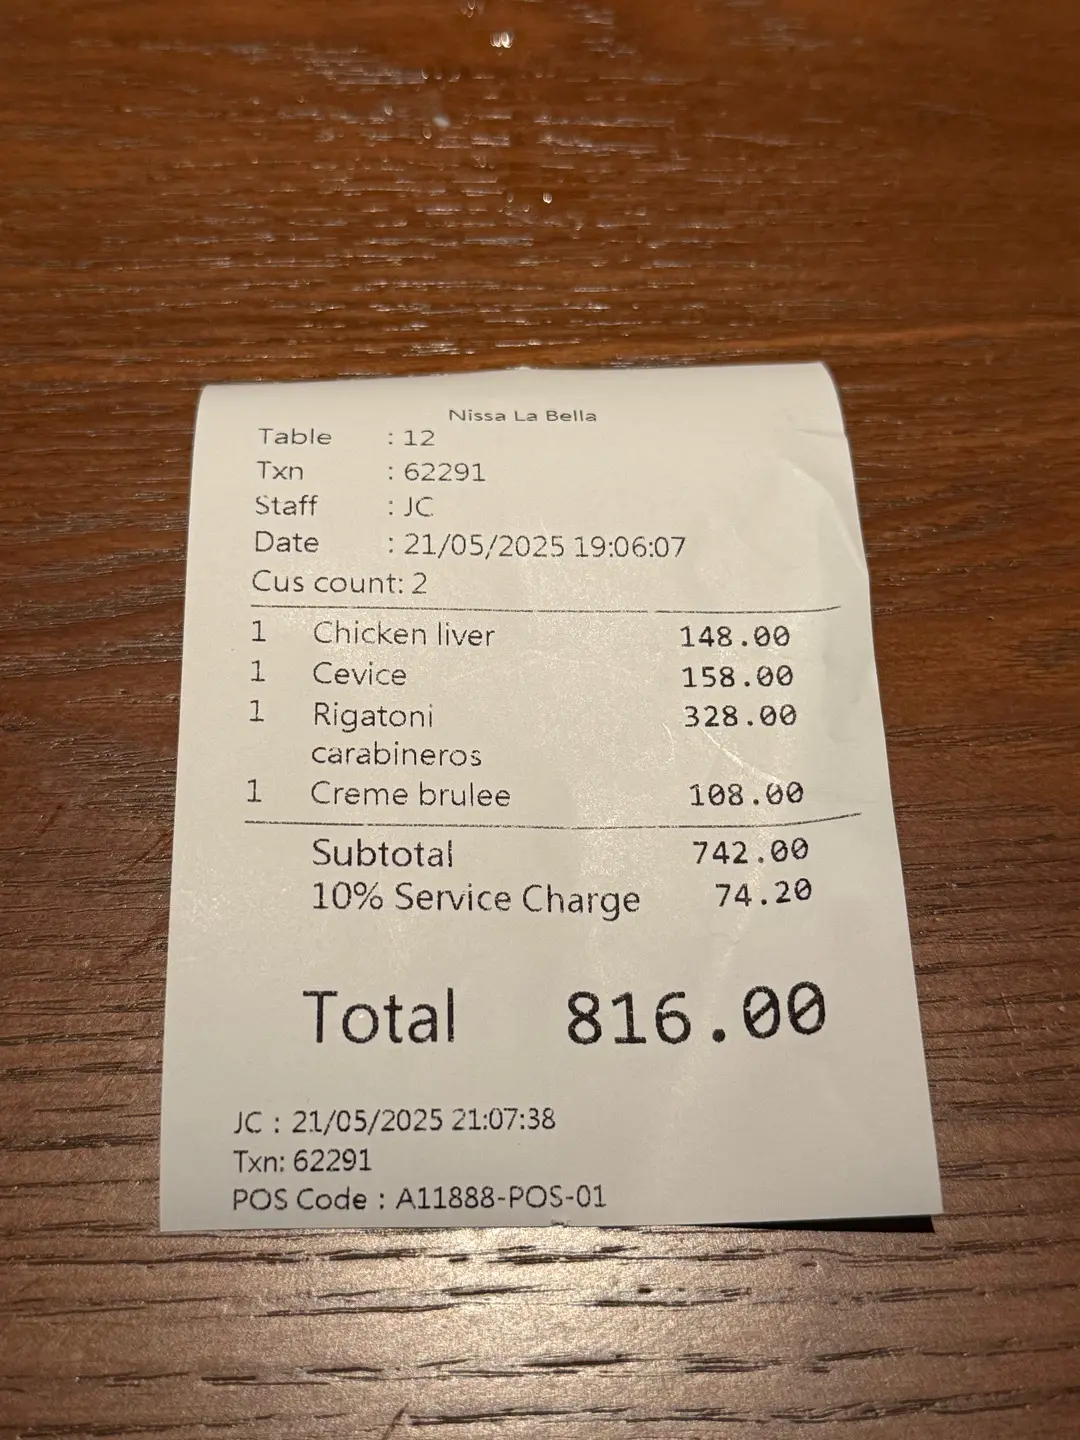 Nissa La Bella
Table : 12
Txn : 62291
Staff : JC
Date : 21/05/2025 19:06:07
Cus count: 2
1 Chicken liver 148.00
1 Cevice 158.00
1 Rigatoni 328.00
carabineros
1 Creme brulee 108.00
Subtotal 742.00
10% Service Charge 74.20
Total 816.00
JC : 21/05/2025 21:07:38
Txn: 62291
POS Code : A11888-POS-01